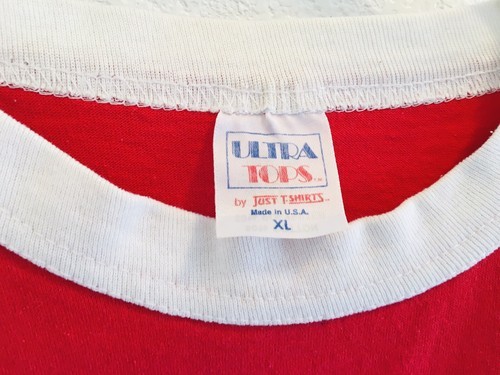 ULTRA
TOPS
by JUST T-SHIRTS
Made in U.S.A.
XL